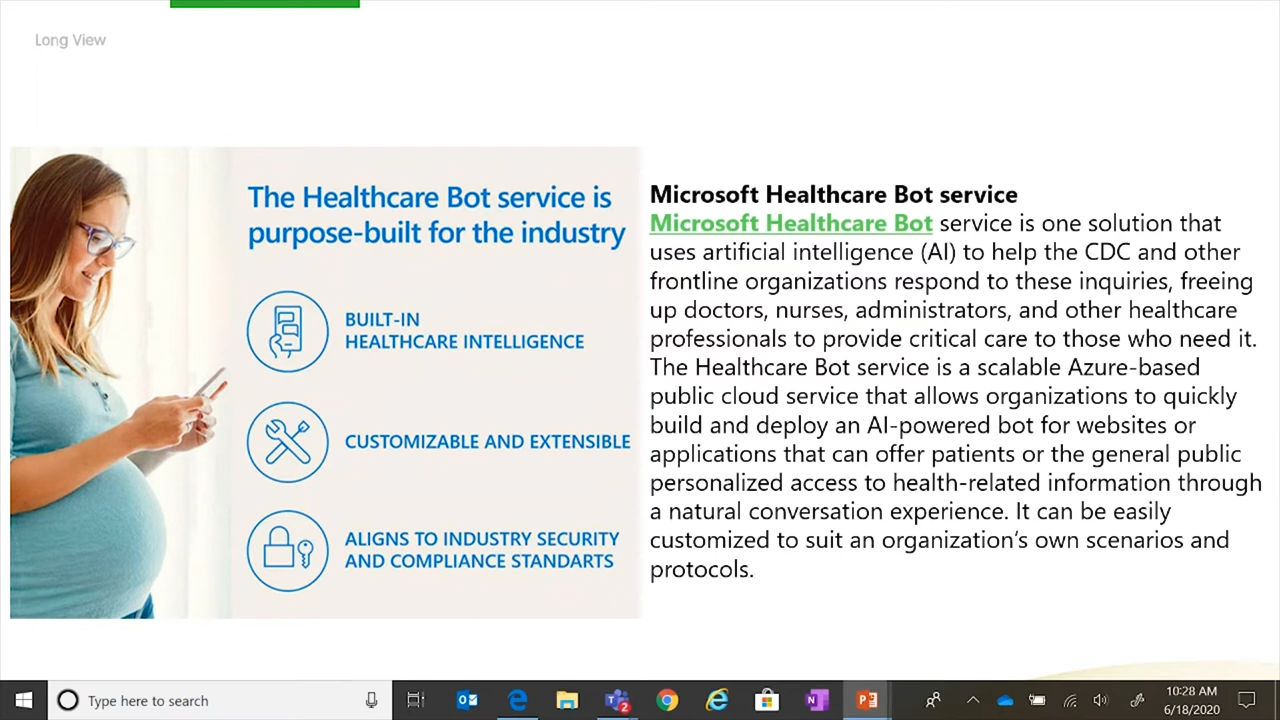 Long View
The Healthcare Bot service is
purpose-built for the industry
BUILT-IN
HEALTHCARE INTELLIGENCE
CUSTOMIZABLE AND EXTENSIBLE
ALIGNS TO INDUSTRY SECURITY
AND COMPLIANCE STANDARTS
Microsoft Healthcare Bot service
Microsoft Healthcare Bot service is one solution that
uses artificial intelligence (AI) to help the CDC and other
frontline organizations respond to these inquiries, freeing
up doctors, nurses, administrators, and other healthcare
professionals to provide critical care to those who need it.
The Healthcare Bot service is a scalable Azure-based
public cloud service that allows organizations to quickly
build and deploy an AI-powered bot for websites or
applications that can offer patients or the general public
personalized access to health-related information through
a natural conversation experience. It can be easily
customized to suit an organization's own scenarios and
protocols.
Type here to search
2
10:28 AM
6/18/2020